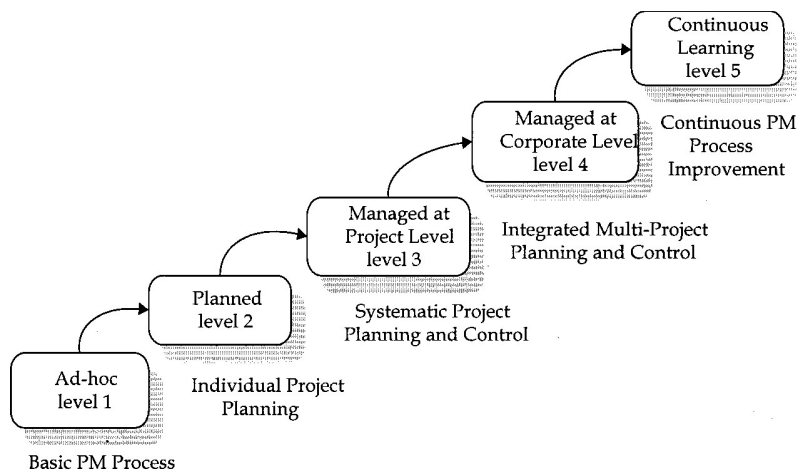 Continuous
Learning
level 5
Managed at
Corporate Level
level 4
Continuous PM
Process
Improvement
Managed at
Project Level
level 3
Integrated Multi-Project
Planning and Control
Planned
level 2
Systematic Project
Planning and Control
Ad-hoc
level 1
Individual Project
Planning
Basic PM Process